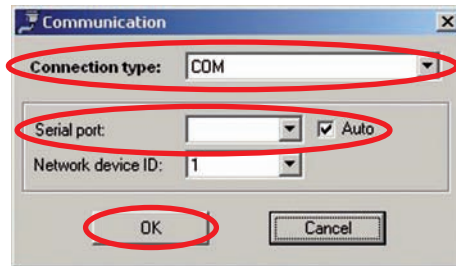 Communication
Connection type: COM
Serial port: Auto
Network device ID: 1
OK Cancel